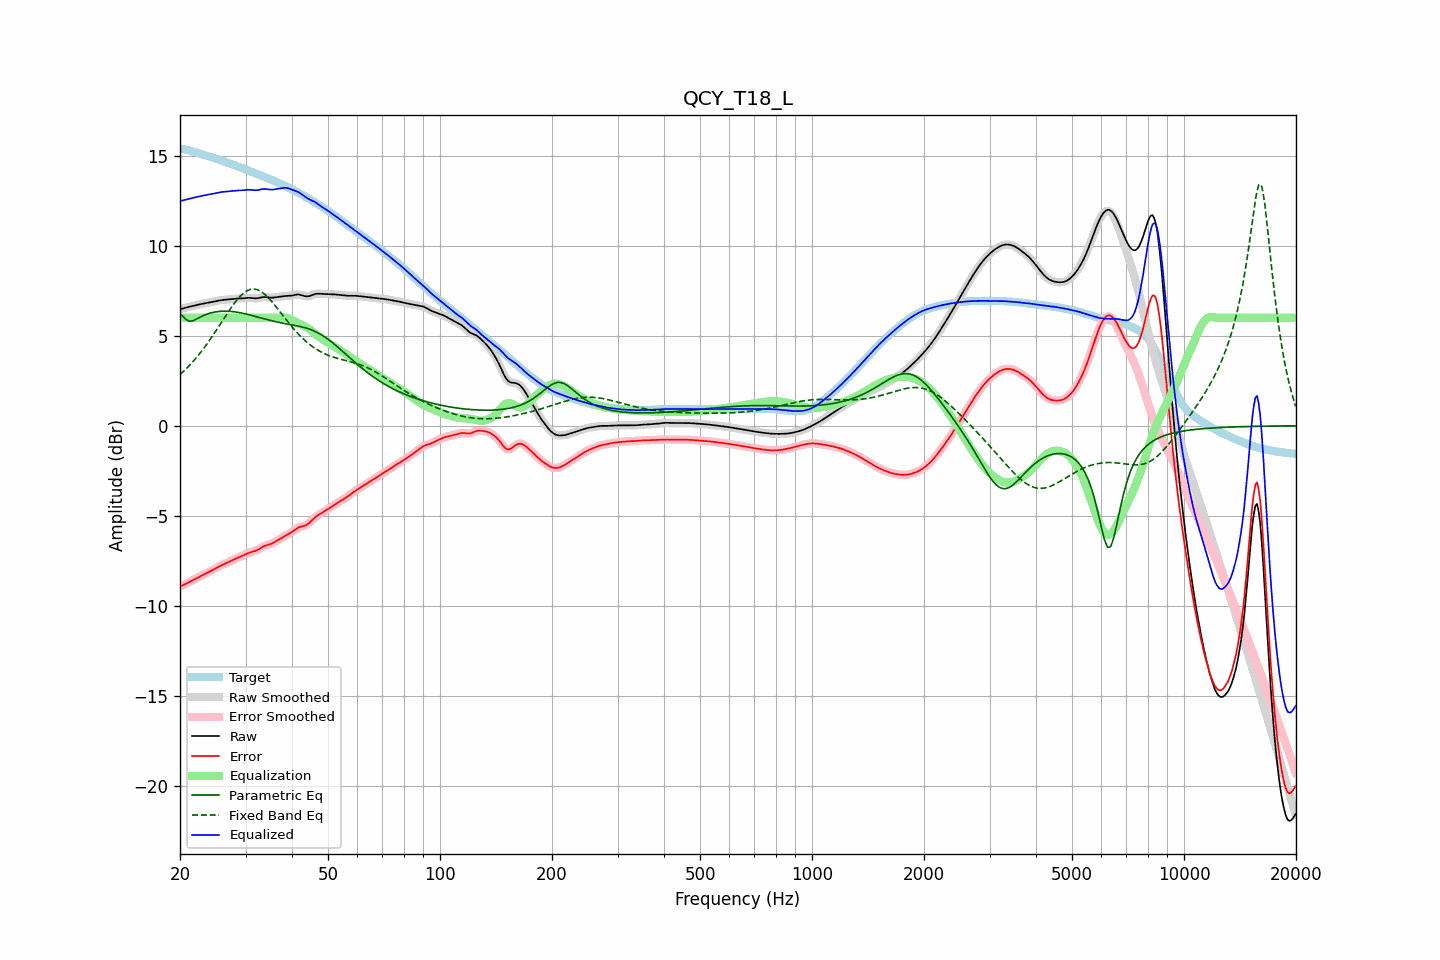 QCY_T18_L
15
10
5
0
−5
−10
−15
−20
Amplitude (dBr)
Target
Raw Smoothed
Error Smoothed
Raw
Error
Equalization
Parametric Eq
Fixed Band Eq
Equalized
20 50 100 200 500 1000 2000 5000 10000 20000
Frequency (Hz)